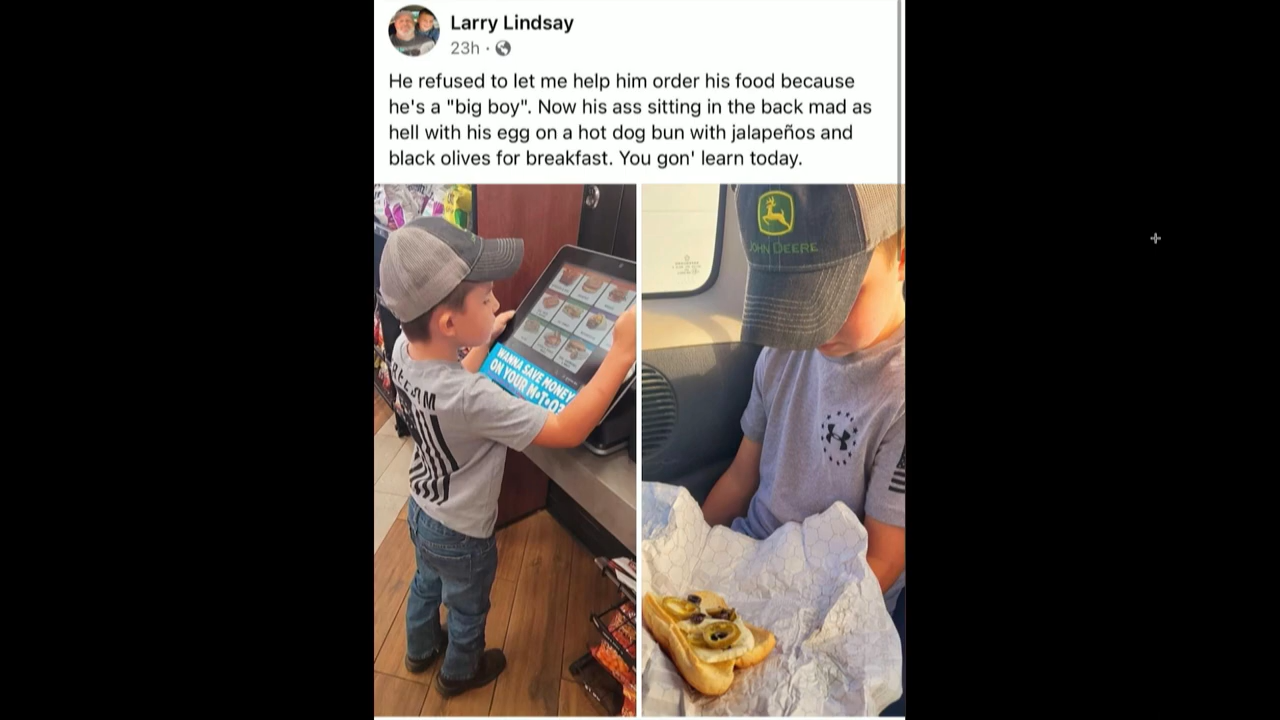 Larry Lindsay
23h ·
He refused to let me help him order his food because
he's a "big boy". Now his ass sitting in the back mad as
hell with his egg on a hot dog bun with jalapeños and
black olives for breakfast. You gon' learn today.
WANNA SAVE MONEY
ON YOUR M•T•O?
JOHN DEERE